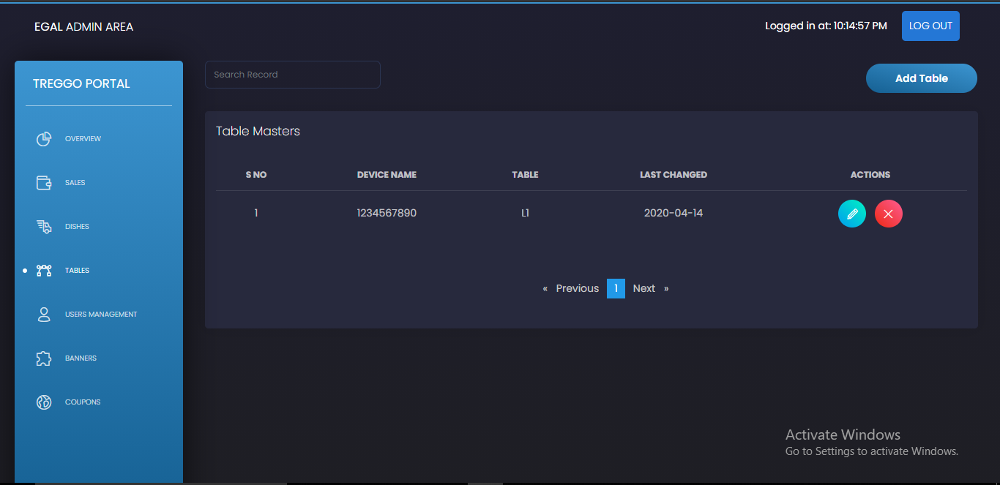 EGAL ADMIN AREA
Logged in at: 10:14:57 PM
LOG OUT
TREGGO PORTAL
OVERVIEW
SALES
DISHES
TABLES
USERS MANAGEMENT
BANNERS
COUPONS
Search Record
Add Table
Table Masters
S NO DEVICE NAME TABLE LAST CHANGED ACTIONS
1 1234567890 L1 2020-04-14
« Previous 1 Next »
Activate Windows
Go to Settings to activate Windows.